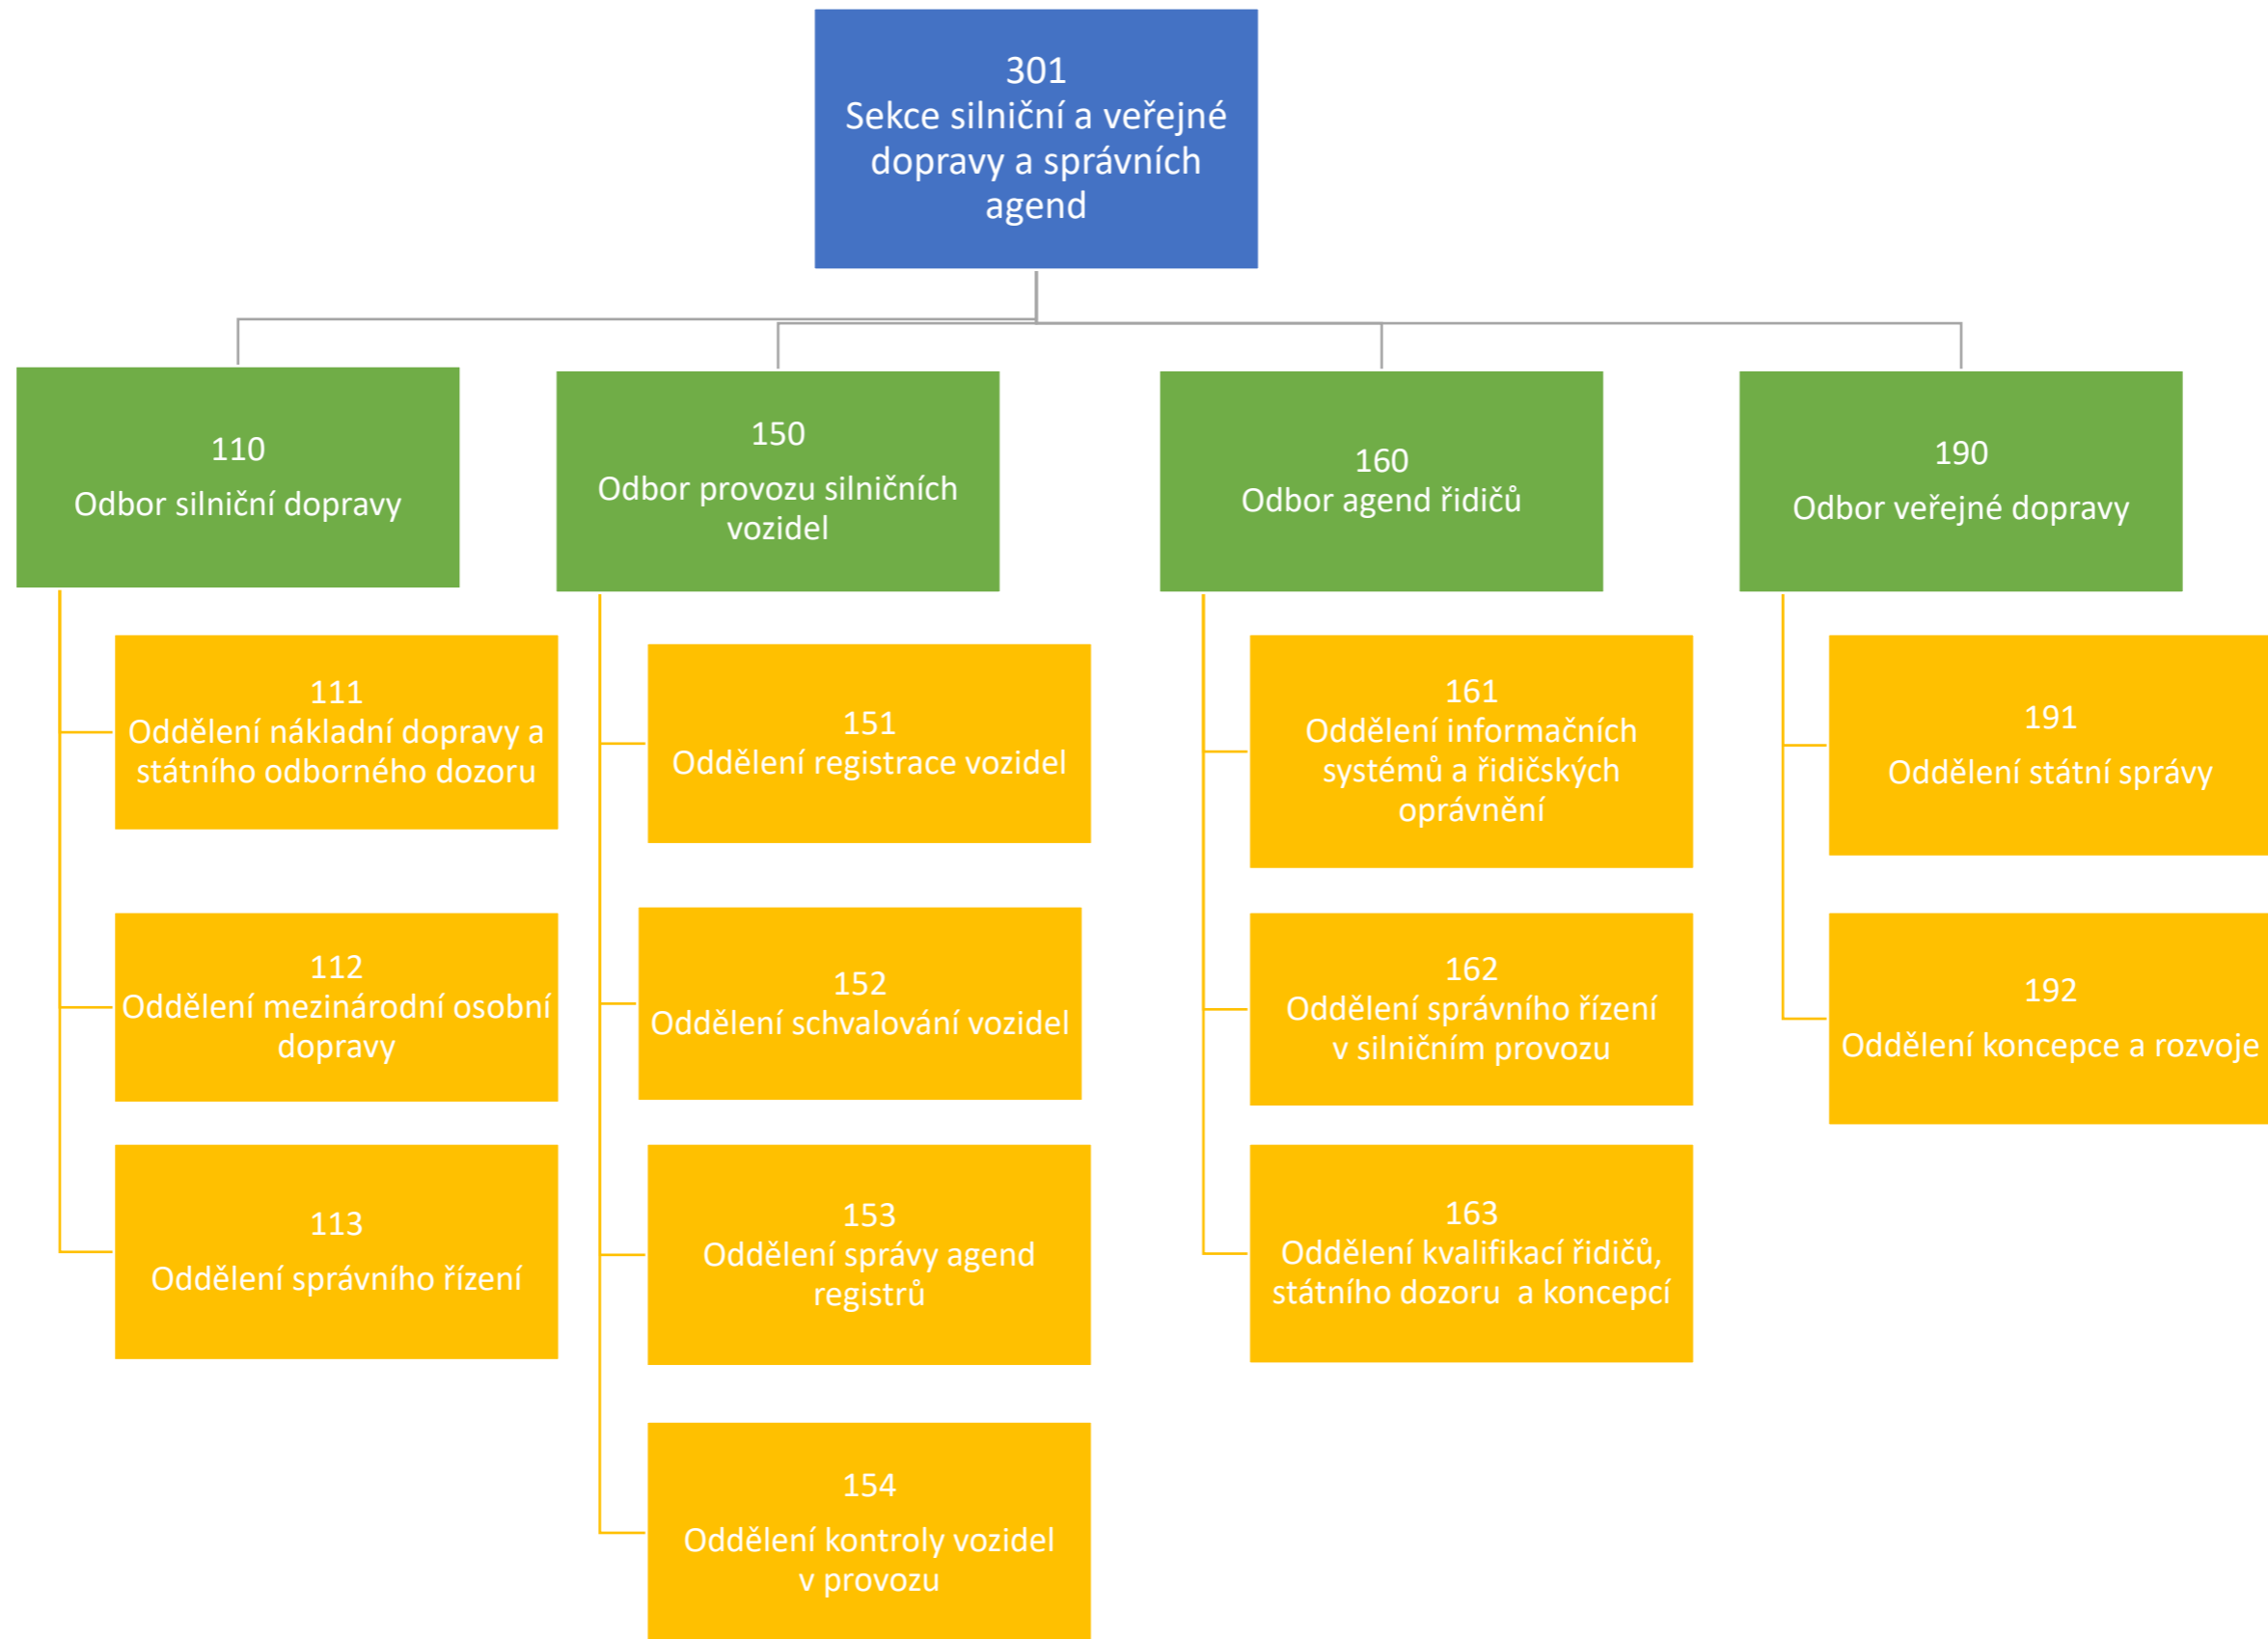 301
Sekce silniční a veřejné
dopravy a správních
agend
110
Odbor silniční dopravy
111
Oddělení nákladní dopravy a
státního odborného dozoru
112
Oddělení mezinárodní osobní
dopravy
113
Oddělení správního řízení
150
Odbor provozu silničních
vozidel
151
Oddělení registrace vozidel
152
Oddělení schvalování vozidel
153
Oddělení správy agend
registrů
154
Oddělení kontroly vozidel
v provozu
160
Odbor agend řidičů
161
Oddělení informačních
systémů a řidičských
oprávnění
162
Oddělení správního řízení
v silničním provozu
163
Oddělení kvalifikací řidičů,
státního dozoru  a koncepcí
190
Odbor veřejné dopravy
191
Oddělení státní správy
192
Oddělení koncepce a rozvoje